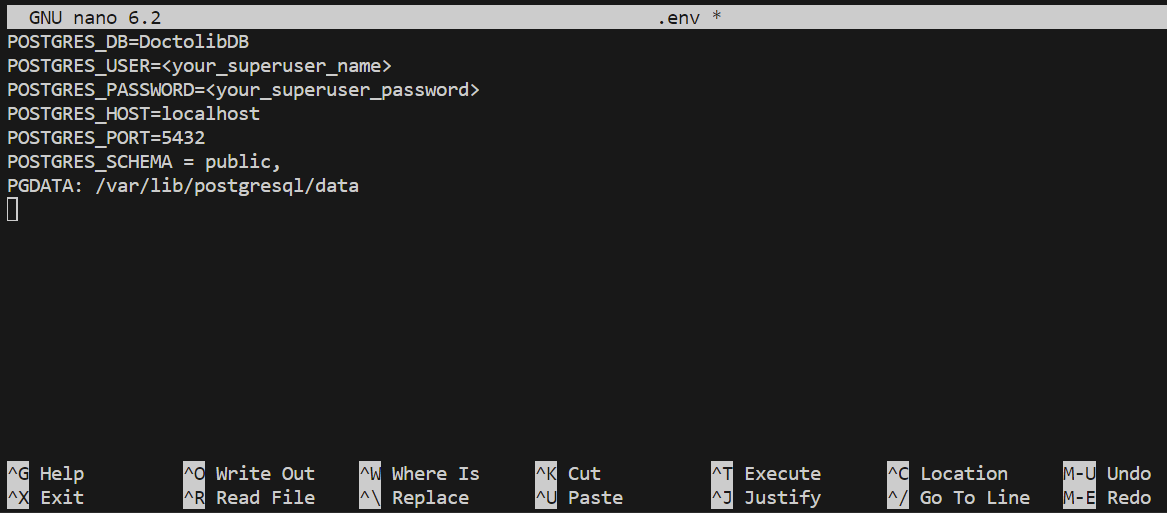 GNU nano 6.2 .env *
POSTGRES_DB=DoctolibDB
POSTGRES_USER=<your_superuser_name>
POSTGRES_PASSWORD=<your_superuser_password>
POSTGRES_HOST=localhost
POSTGRES_PORT=5432
POSTGRES_SCHEMA = public,
PGDATA: /var/lib/postgresql/data
^G Help ^O Write Out ^W Where Is ^K Cut ^T Execute ^C Location M-U Undo
^X Exit ^R Read File ^\ Replace ^U Paste ^J Justify ^/ Go To Line M-E Redo